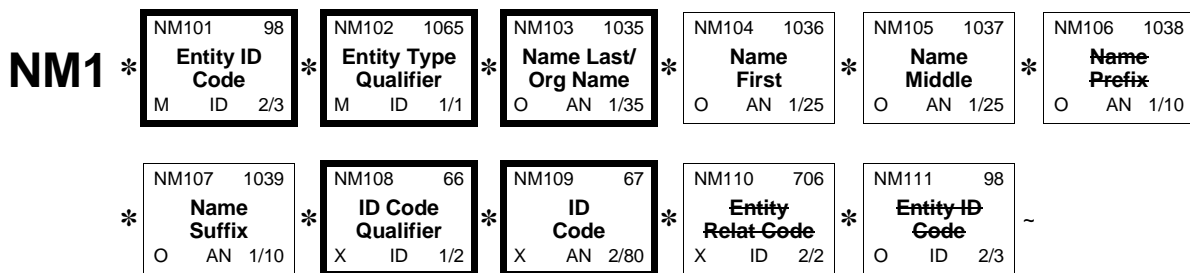 NM101 98 NM102 1065 NM103 1035 NM104 1036 NM105 1037 NM106 1038
NM1 * Entity ID Code * Entity Type Qualifier * Name Last/ Org Name * Name First * Name Middle * Name Prefix
M ID 2/3 M ID 1/1 O AN 1/35 O AN 1/25 O AN 1/25 O AN 1/10
NM107 1039 NM108 66 NM109 67 NM110 706 NM111 98
* Name Suffix * ID Code Qualifier * ID Code * Entity Relat Code * Entity ID Code ~
O AN 1/10 X ID 1/2 X AN 2/80 X ID 2/2 O ID 2/3